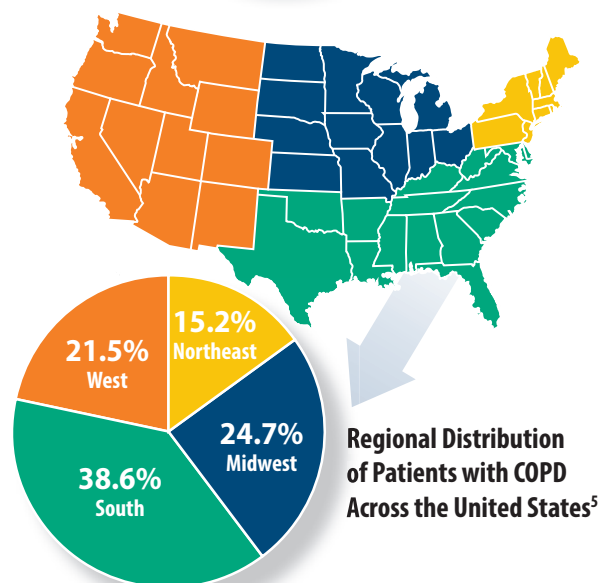 15.2%
Northeast
21.5%
West
24.7%
Midwest
38.6%
South
Regional Distribution
of Patients with COPD
Across the United States⁵